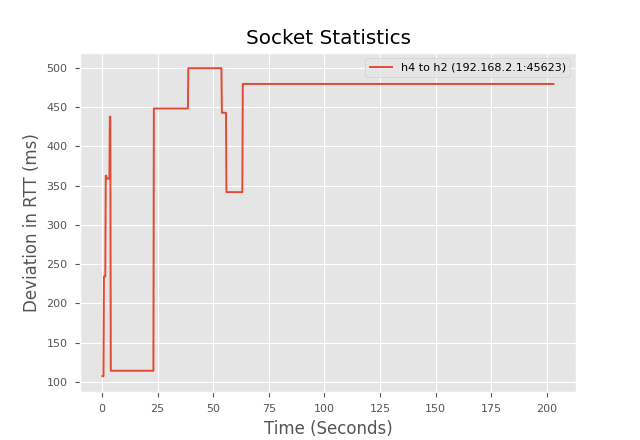 Socket Statistics
h4 to h2 (192.168.2.1:45623)
Deviation in RTT (ms)
500
450
400
350
300
250
200
150
100
0 25 50 75 100 125 150 175 200
Time (Seconds)